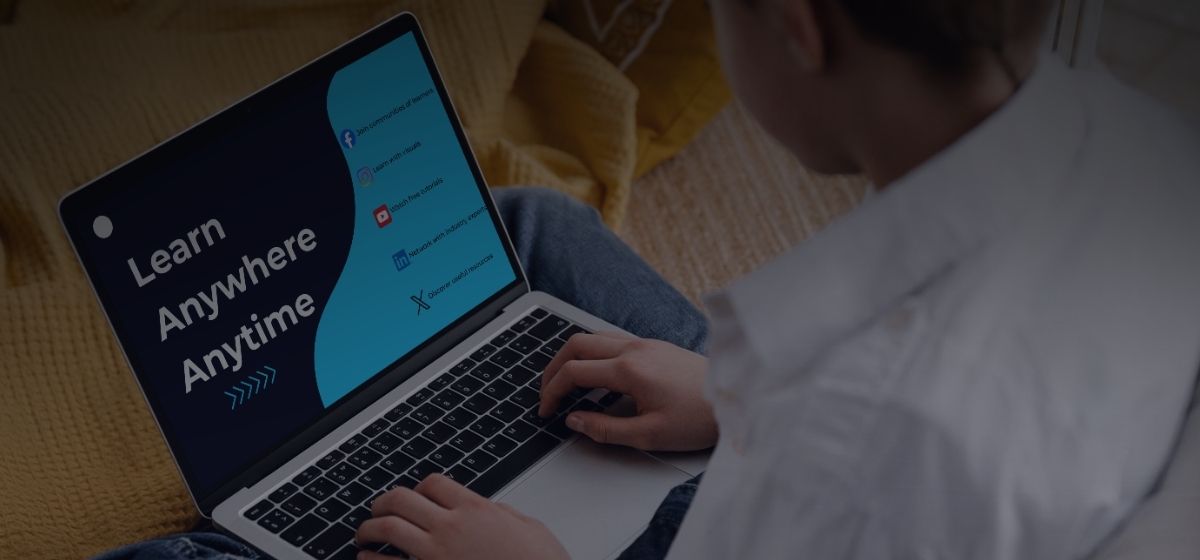 Learn
Anywhere
Anytime
Join communities of learners
Learn with visuals
Watch free tutorials
Network with industry experts
Discover useful resources